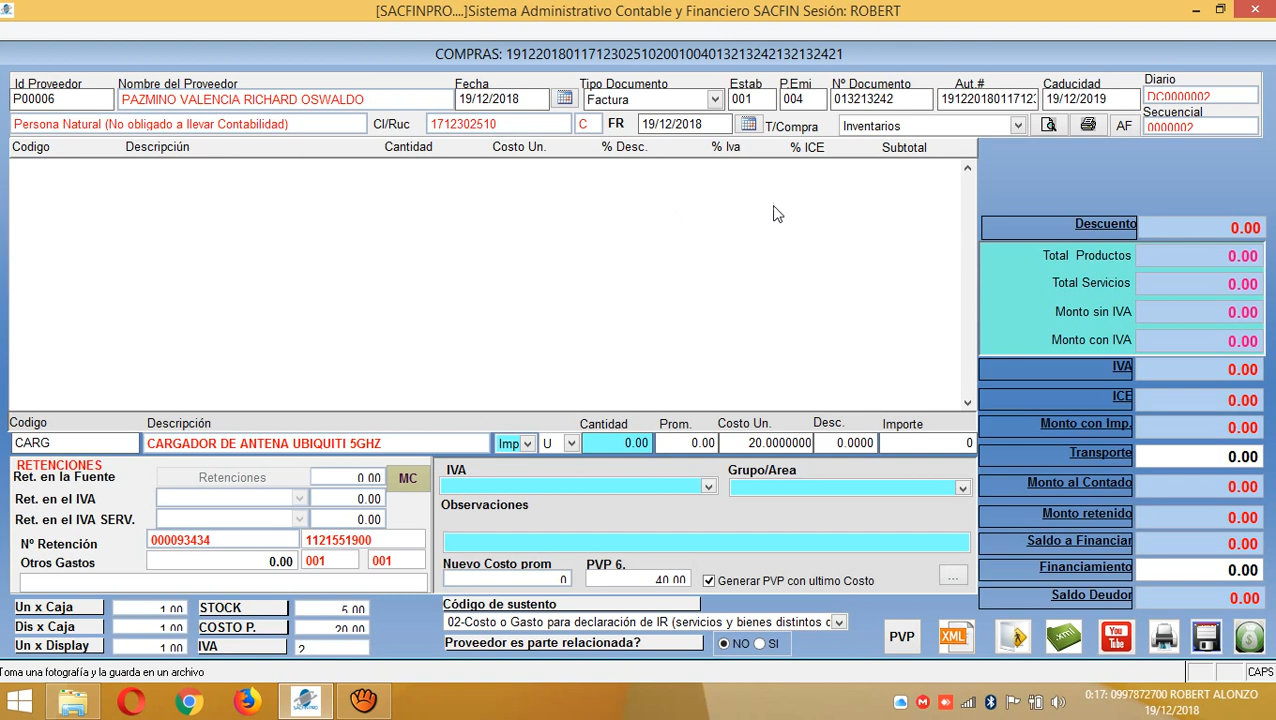 [SACFINPRO....]Sistema Administrativo Contable y Financiero SACFIN Sesión: ROBERT
COMPRAS: 1912201801171230251020010040132132421321 32421
Id Proveedor Nombre del Proveedor Fecha Tipo Documento Estab P.Emi Nº Documento Aut.# Caducidad Diario
P00006 PAZMINO VALENCIA RICHARD OSWALDO 19/12/2018 Factura 001 004 013213242 191220180117123 19/12/2019 DC0000002
Secuencial
Persona Natural (No obligado a llevar Contabilidad) CI/Ruc 1712302510 C FR 19/12/2018 T/Compra Inventarios AF 0000002
Codigo Descripciún Cantidad Costo Un. % Desc. % Iva % ICE Subtotal
Descuento 0.00
Total Productos 0.00
Total Servicios 0.00
Monto sin IVA 0.00
Monto con IVA 0.00
IVA 0.00
ICE 0.00
Monto con Imp. 0.00
Transporte 0.00
Monto al Contado 0.00
Monto retenido 0.00
Saldo a Financiar 0.00
Financiamiento 0.00
Saldo Deudor 0.00
Codigo Descripción Cantidad Prom. Costo Un. Desc. Importe
CARG CARGADOR DE ANTENA UBIQUITI 5GHZ Imp U 0.00 0.00 20.0000000 0.0000 0
RETENCIONES
Ret. en la Fuente Retenciones 0.00 MC
Ret. en el IVA 0.00
Ret. en el IVA SERV. 0.00
Nº Retención 000093434 1121551900
Otros Gastos 0.00 001 001
IVA Grupo/Area
Observaciones
Nuevo Costo prom PVP 6.
0 40.00 Generar PVP con ultimo Costo ...
Un x Caja 1.00 STOCK 5.00
Dis x Caja 1.00 COSTO P. 20.00
Un x Display 1.00 IVA 2
Código de sustento
02-Costo o Gasto para declaración de IR (servicios y bienes distintos c
Proveedor es parte relacionada? NO SI
PVP XML You Tube
Toma una fotografía y la guarda en un archivo CAPS
0:17: 0997872700 ROBERT ALONZO
19/12/2018